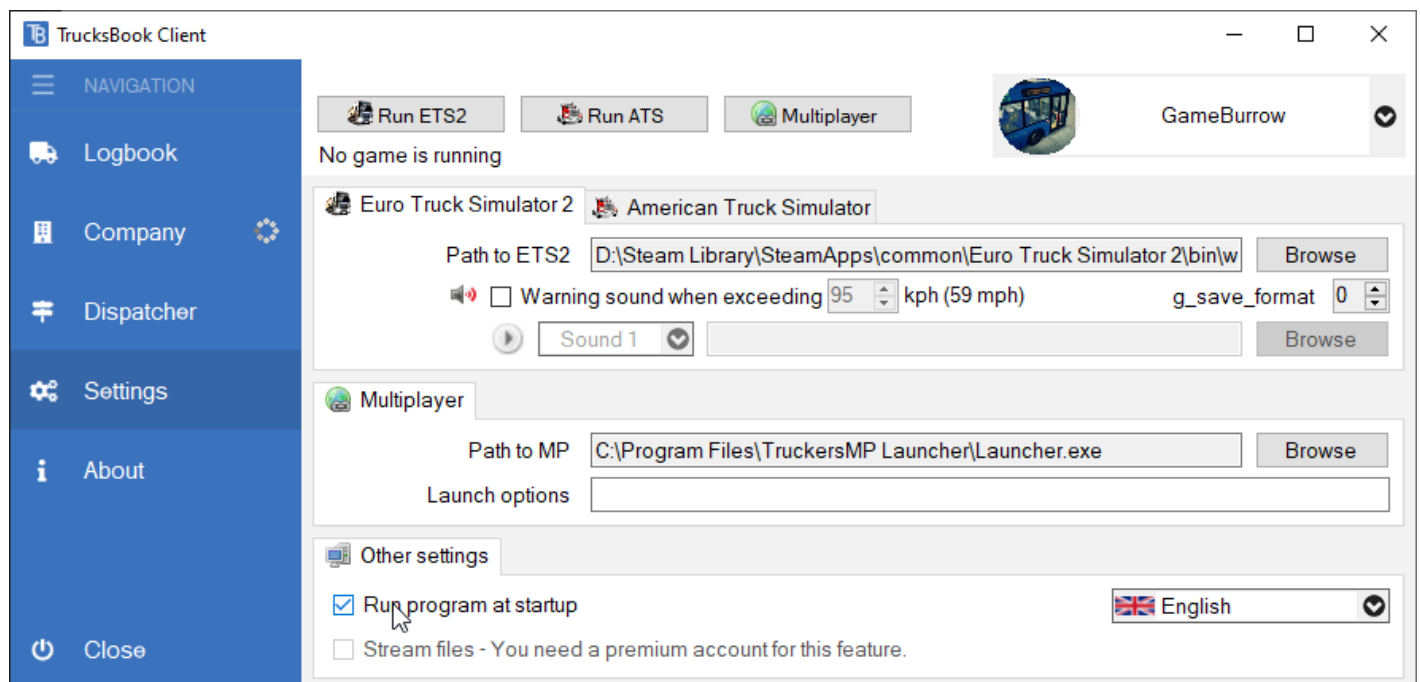 TB TrucksBook Client
NAVIGATION
Logbook
Company
Dispatcher
Settings
About
Close
Run ETS2
Run ATS
Multiplayer
GameBurrow
No game is running
Euro Truck Simulator 2
American Truck Simulator
Path to ETS2 D:\Steam Library\SteamApps\common\Euro Truck Simulator 2\bin\w Browse
Warning sound when exceeding 95 kph (59 mph) g_save_format 0
Sound 1 Browse
Multiplayer
Path to MP C:\Program Files\TruckersMP Launcher\Launcher.exe Browse
Launch options
Other settings
Run program at startup English
Stream files - You need a premium account for this feature.